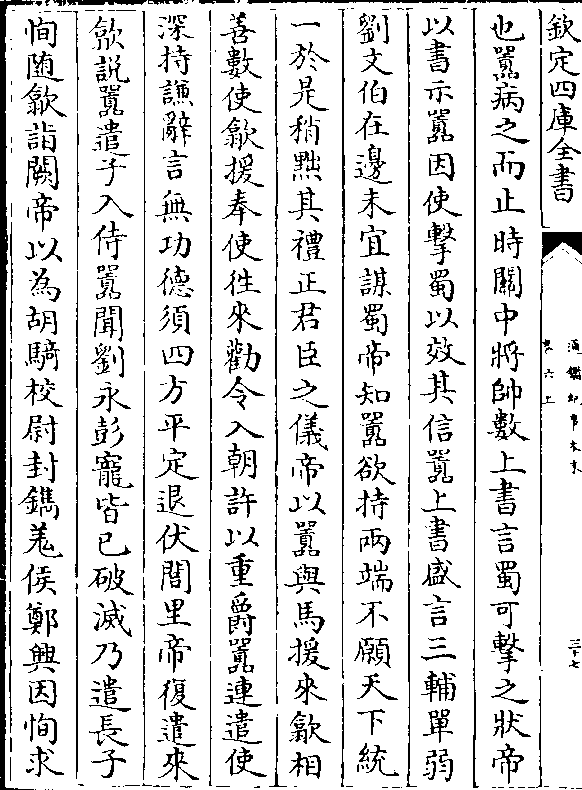 欽定四庫全書
通鑑紀事本末
卷六上
三十七
也囂病之而止時關中將帥數上書言蜀可擊之狀帝
以書示囂因使擊蜀以效其信囂上書盛言三輔單弱
劉文伯在邊未宜謀蜀帝知囂欲持兩端不願天下統
一於是稍黜其禮正君臣之儀帝以囂與馬援來歙相
善數使歙援奉使往來勸令入朝許以重爵囂連遣使
深持謙辭言無功德須四方平定退伏閭里帝復遣來
歙説囂遣子入侍囂聞劉永彭寵皆已破滅乃遣長子
恂随歙詣闕帝以為胡騎校尉封鐫羌侯鄭興因恂求